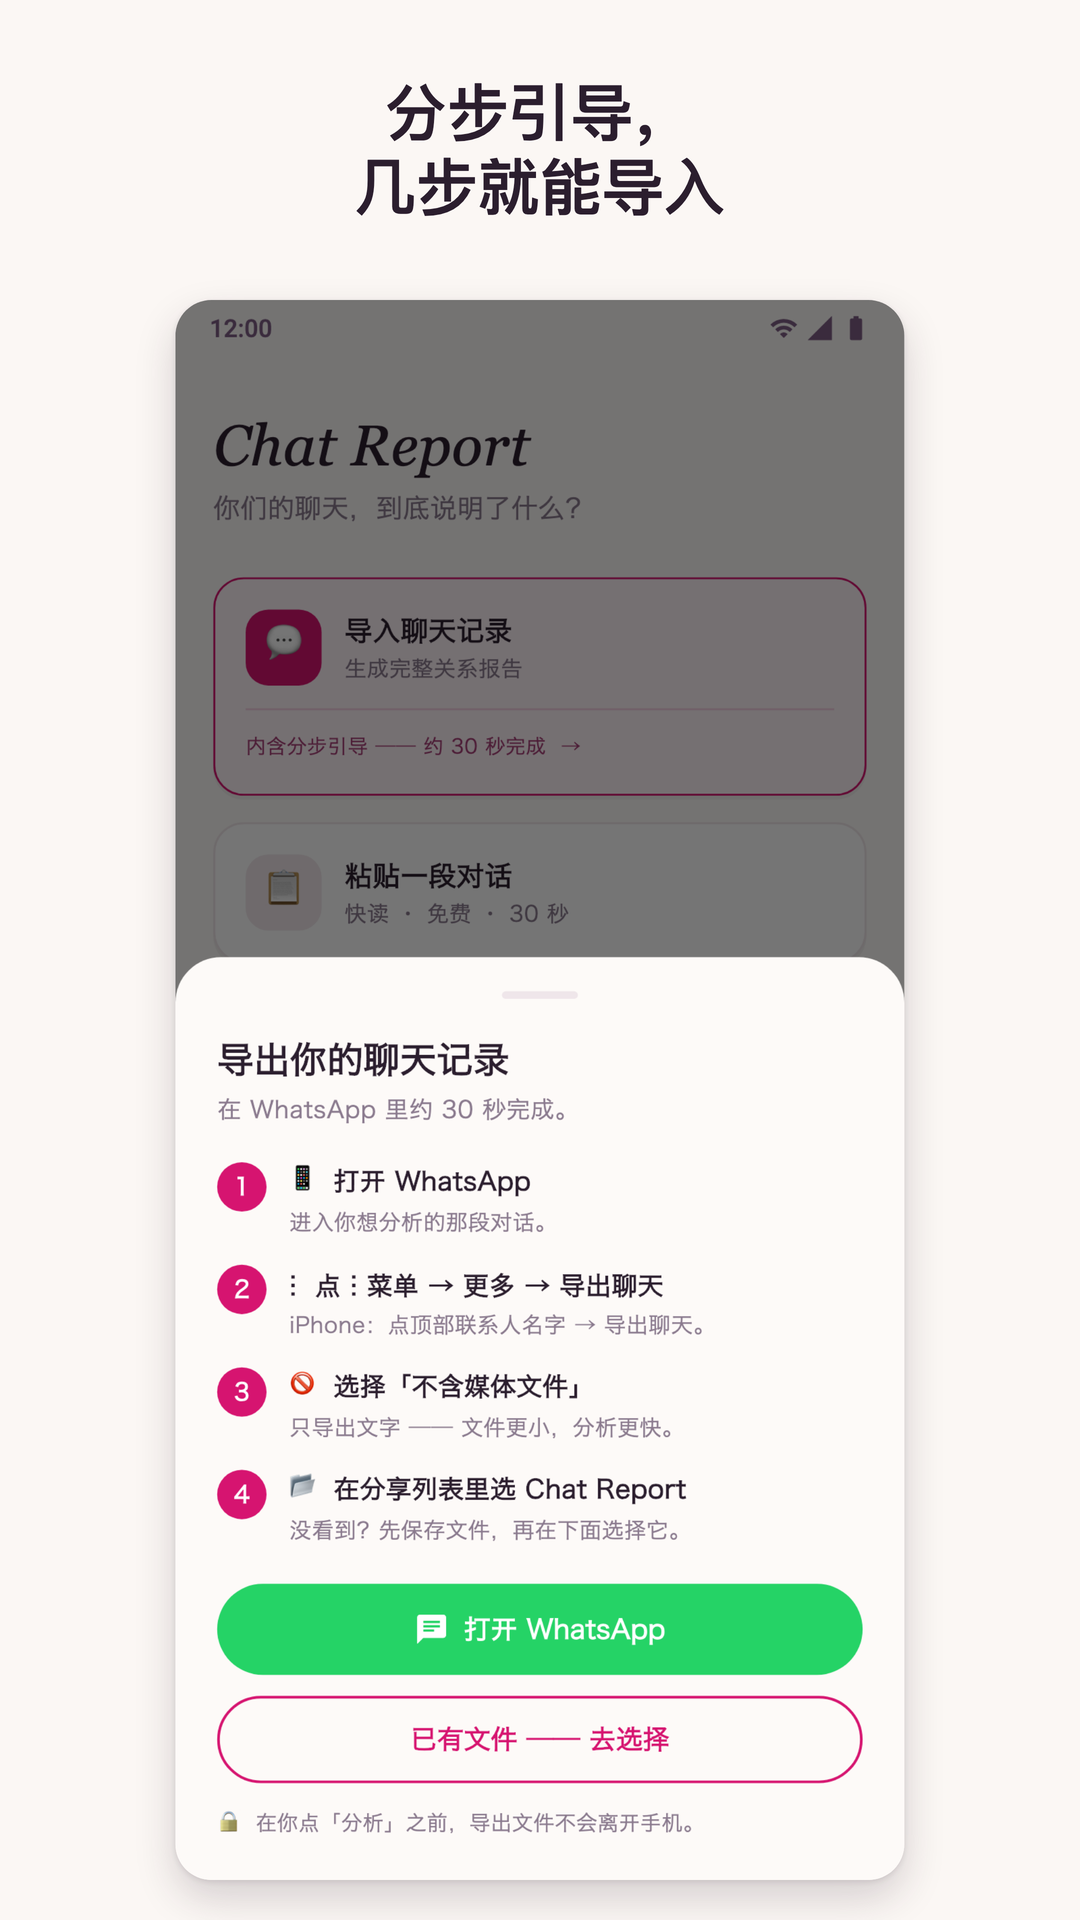 分步引导，
几步就能导入
12:00
Chat Report
你们的聊天，到底说明了什么？
导入聊天记录
生成完整关系报告
内含分步引导 —— 约 30 秒完成 →
粘贴一段对话
快读 · 免费 · 30 秒
导出你的聊天记录
在 WhatsApp 里约 30 秒完成。
1 打开 WhatsApp
进入你想分析的那段对话。
2 ⋮ 点⋮菜单 → 更多 → 导出聊天
iPhone：点顶部联系人名字 → 导出聊天。
3 选择「不含媒体文件」
只导出文字 —— 文件更小，分析更快。
4 在分享列表里选 Chat Report
没看到？先保存文件，再在下面选择它。
打开 WhatsApp
已有文件 —— 去选择
在你点「分析」之前，导出文件不会离开手机。